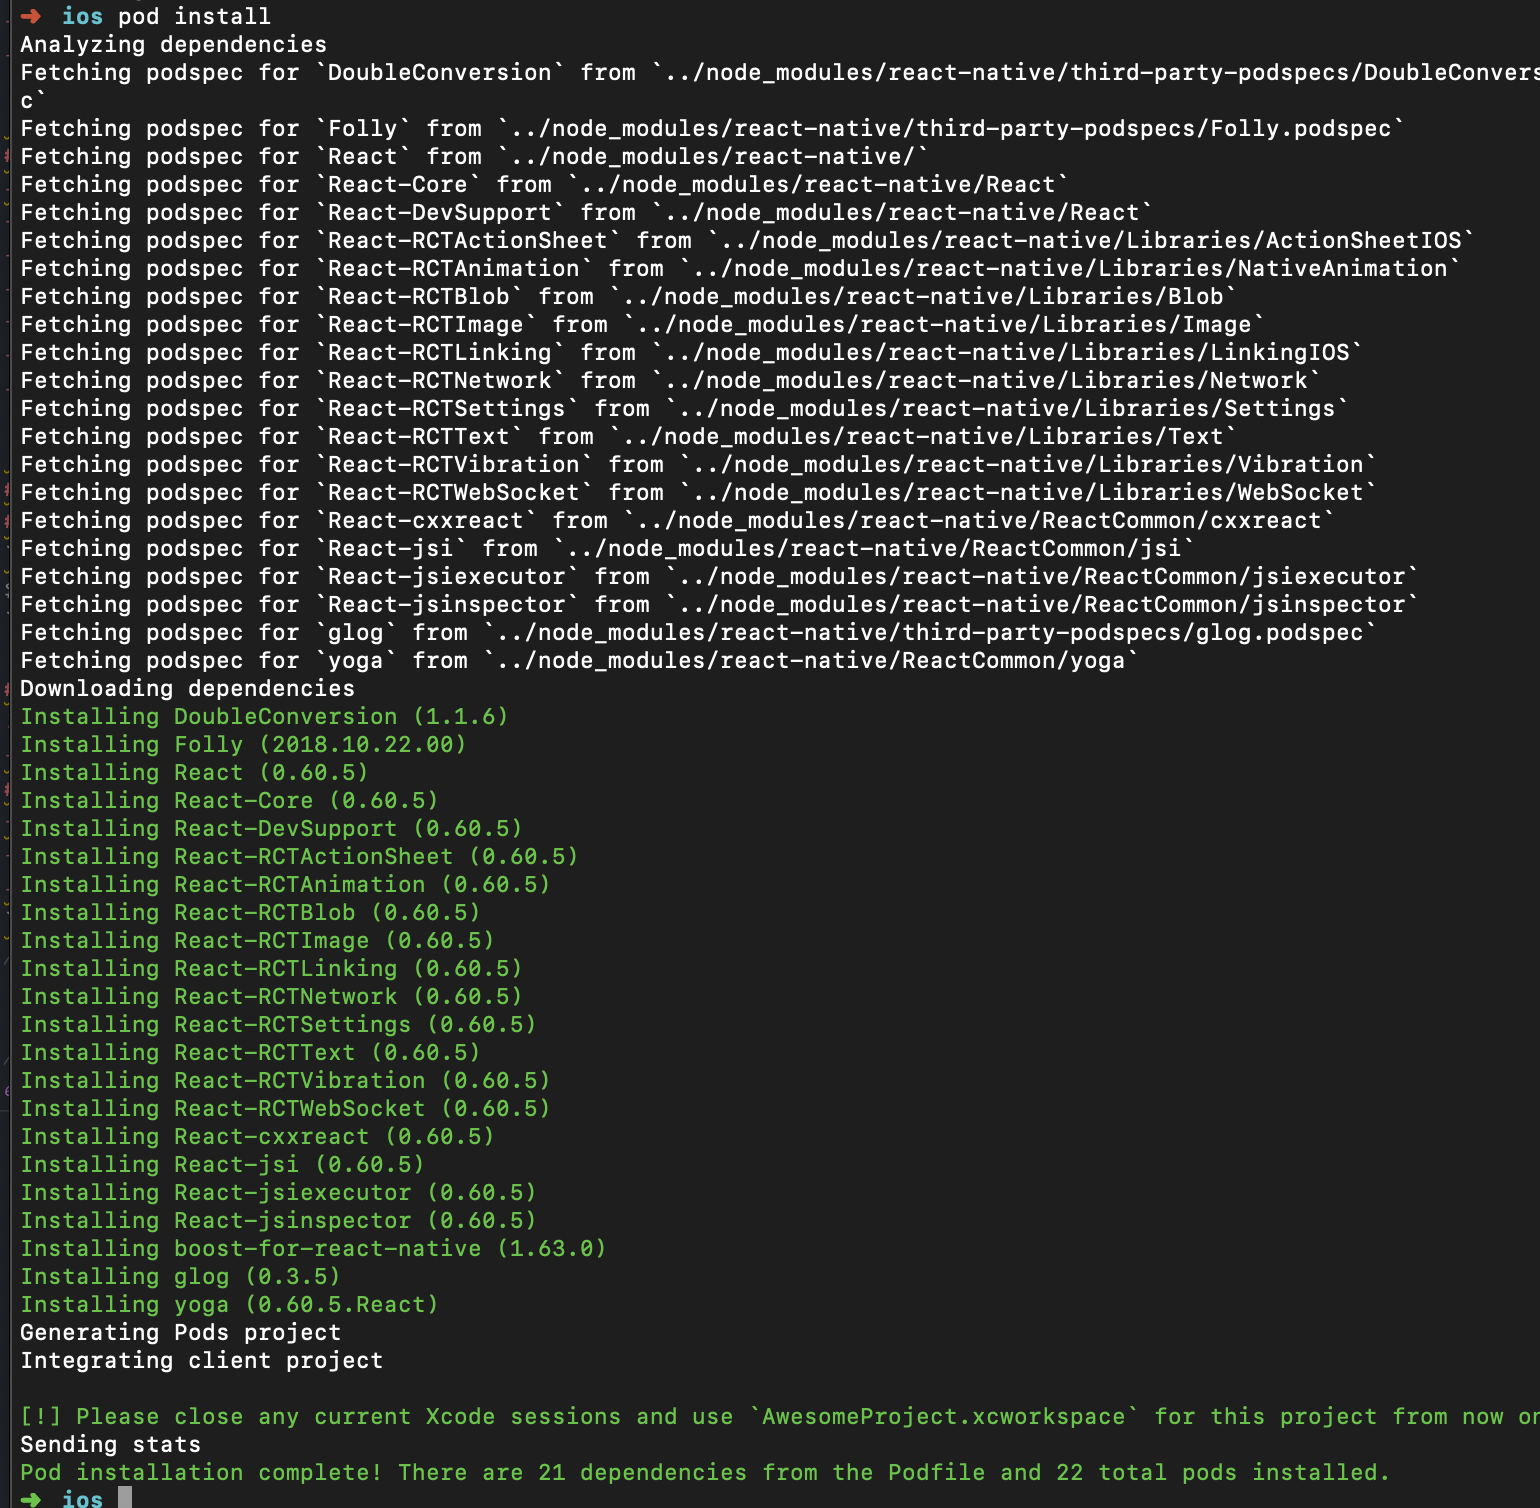 ➜ ios pod install
Analyzing dependencies
Fetching podspec for `DoubleConversion` from `../node_modules/react-native/third-party-podspecs/DoubleConvers
c`
Fetching podspec for `Folly` from `../node_modules/react-native/third-party-podspecs/Folly.podspec`
Fetching podspec for `React` from `../node_modules/react-native/`
Fetching podspec for `React-Core` from `../node_modules/react-native/React`
Fetching podspec for `React-DevSupport` from `../node_modules/react-native/React`
Fetching podspec for `React-RCTActionSheet` from `../node_modules/react-native/Libraries/ActionSheetIOS`
Fetching podspec for `React-RCTAnimation` from `../node_modules/react-native/Libraries/NativeAnimation`
Fetching podspec for `React-RCTBlob` from `../node_modules/react-native/Libraries/Blob`
Fetching podspec for `React-RCTImage` from `../node_modules/react-native/Libraries/Image`
Fetching podspec for `React-RCTLinking` from `../node_modules/react-native/Libraries/LinkingIOS`
Fetching podspec for `React-RCTNetwork` from `../node_modules/react-native/Libraries/Network`
Fetching podspec for `React-RCTSettings` from `../node_modules/react-native/Libraries/Settings`
Fetching podspec for `React-RCTText` from `../node_modules/react-native/Libraries/Text`
Fetching podspec for `React-RCTVibration` from `../node_modules/react-native/Libraries/Vibration`
Fetching podspec for `React-RCTWebSocket` from `../node_modules/react-native/Libraries/WebSocket`
Fetching podspec for `React-cxxreact` from `../node_modules/react-native/ReactCommon/cxxreact`
Fetching podspec for `React-jsi` from `../node_modules/react-native/ReactCommon/jsi`
Fetching podspec for `React-jsiexecutor` from `../node_modules/react-native/ReactCommon/jsiexecutor`
Fetching podspec for `React-jsinspector` from `../node_modules/react-native/ReactCommon/jsinspector`
Fetching podspec for `glog` from `../node_modules/react-native/third-party-podspecs/glog.podspec`
Fetching podspec for `yoga` from `../node_modules/react-native/ReactCommon/yoga`
Downloading dependencies
Installing DoubleConversion (1.1.6)
Installing Folly (2018.10.22.00)
Installing React (0.60.5)
Installing React-Core (0.60.5)
Installing React-DevSupport (0.60.5)
Installing React-RCTActionSheet (0.60.5)
Installing React-RCTAnimation (0.60.5)
Installing React-RCTBlob (0.60.5)
Installing React-RCTImage (0.60.5)
Installing React-RCTLinking (0.60.5)
Installing React-RCTNetwork (0.60.5)
Installing React-RCTSettings (0.60.5)
Installing React-RCTText (0.60.5)
Installing React-RCTVibration (0.60.5)
Installing React-RCTWebSocket (0.60.5)
Installing React-cxxreact (0.60.5)
Installing React-jsi (0.60.5)
Installing React-jsiexecutor (0.60.5)
Installing React-jsinspector (0.60.5)
Installing boost-for-react-native (1.63.0)
Installing glog (0.3.5)
Installing yoga (0.60.5.React)
Generating Pods project
Integrating client project
[!] Please close any current Xcode sessions and use `AwesomeProject.xcworkspace` for this project from now on
Sending stats
Pod installation complete! There are 21 dependencies from the Podfile and 22 total pods installed.
➜ ios